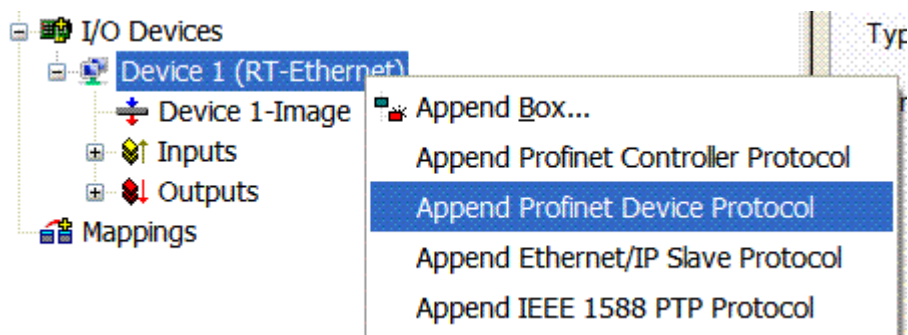 I/O Devices
Device 1 (RT-Ethernet)
Device 1-Image
Inputs
Outputs
Mappings
Append Box...
Append Profinet Controller Protocol
Append Profinet Device Protocol
Append Ethernet/IP Slave Protocol
Append IEEE 1588 PTP Protocol
Typ